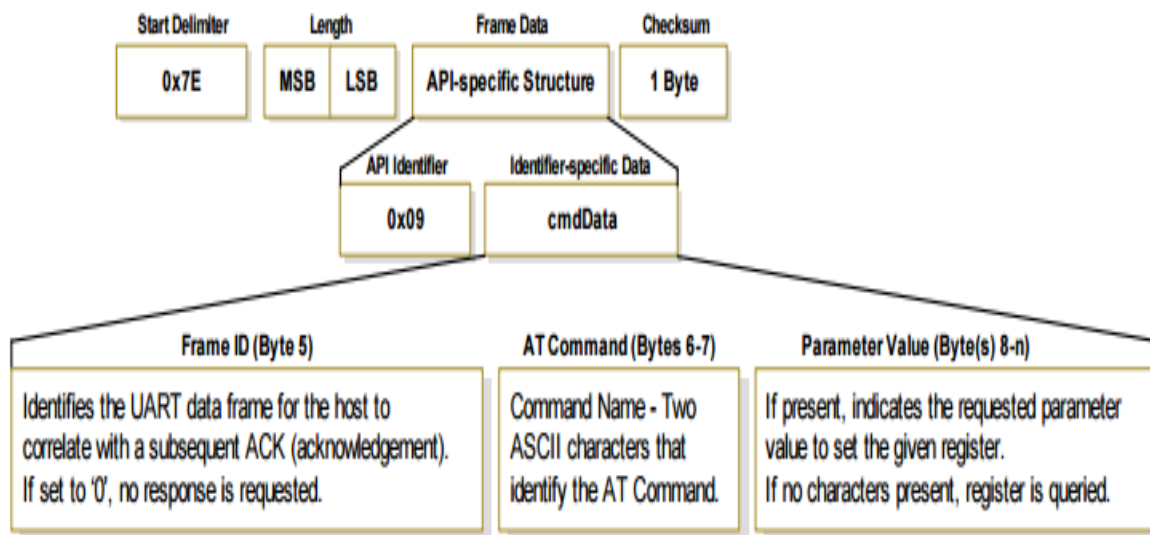 Start Delimiter Length Frame Data Checksum
0x7E MSB LSB API-specific Structure 1 Byte
API Identifier Identifier-specific Data
0x09 cmdData
Frame ID (Byte 5)
Identifies the UART data frame for the host to
correlate with a subsequent ACK (acknowledgement).
If set to ‘0’, no response is requested.
AT Command (Bytes 6-7)
Command Name - Two
ASCII characters that
identify the AT Command.
Parameter Value (Byte(s) 8-n)
If present, indicates the requested parameter
value to set the given register.
If no characters present, register is queried.